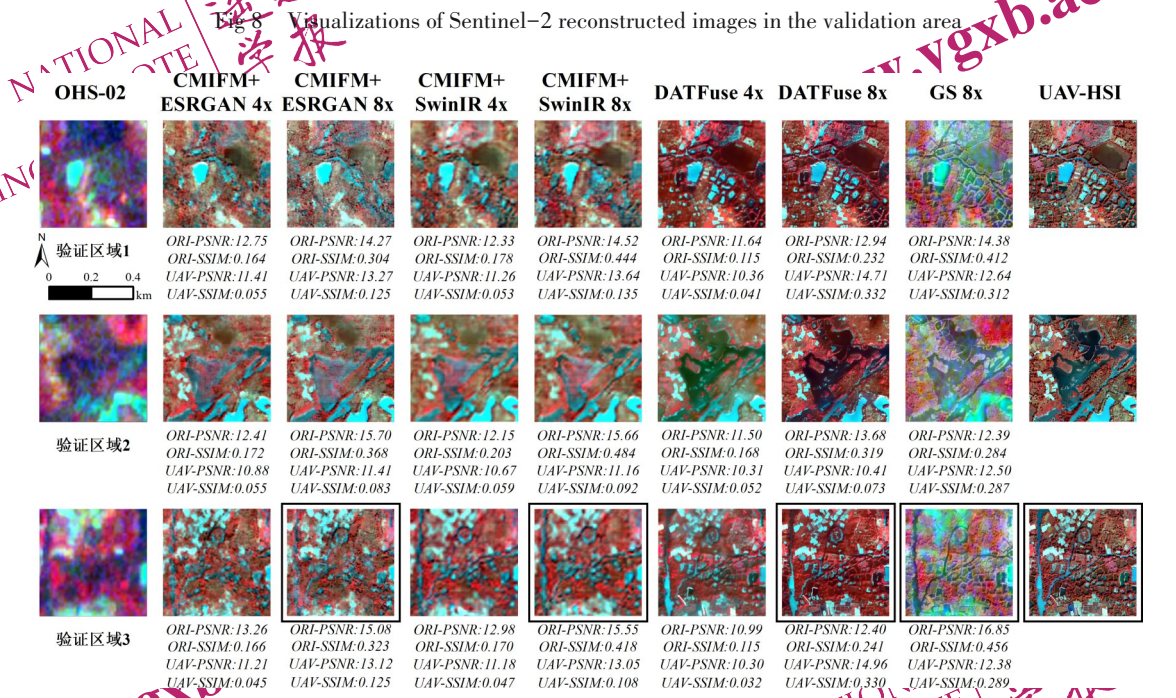 Fig 8 Visualizations of Sentinel-2 reconstructed images in the validation area
NATIONAL
学报
OTE
.ygxb.ac
OHS-02
CMIFM+
ESRGAN 4x
CMIFM+
ESRGAN 8x
CMIFM+
SwinIR 4x
CMIFM+
SwinIR 8x
DATFuse 4x
DATFuse 8x
GS 8x
UAV-HSI
N
验证区域1
0 0.2 0.4
km
ORI-PSNR:12.75
ORI-SSIM:0.164
UAV-PSNR:11.41
UAV-SSIM:0.055
ORI-PSNR:14.27
ORI-SSIM:0.304
UAV-PSNR:13.27
UAV-SSIM:0.125
ORI-PSNR:12.33
ORI-SSIM:0.178
UAV-PSNR:11.26
UAV-SSIM:0.053
ORI-PSNR:14.52
ORI-SSIM:0.444
UAV-PSNR:13.64
UAV-SSIM:0.135
ORI-PSNR:11.64
ORI-SSIM:0.115
UAV-PSNR:10.36
UAV-SSIM:0.041
ORI-PSNR:12.94
ORI-SSIM:0.232
UAV-PSNR:14.71
UAV-SSIM:0.332
ORI-PSNR:14.38
ORI-SSIM:0.412
UAV-PSNR:12.64
UAV-SSIM:0.312
验证区域2
ORI-PSNR:12.41
ORI-SSIM:0.172
UAV-PSNR:10.88
UAV-SSIM:0.055
ORI-PSNR:15.70
ORI-SSIM:0.368
UAV-PSNR:11.41
UAV-SSIM:0.083
ORI-PSNR:12.15
ORI-SSIM:0.203
UAV-PSNR:10.67
UAV-SSIM:0.059
ORI-PSNR:15.66
ORI-SSIM:0.484
UAV-PSNR:11.16
UAV-SSIM:0.092
ORI-PSNR:11.50
ORI-SSIM:0.168
UAV-PSNR:10.31
UAV-SSIM:0.052
ORI-PSNR:13.68
ORI-SSIM:0.319
UAV-PSNR:10.41
UAV-SSIM:0.073
ORI-PSNR:12.39
ORI-SSIM:0.284
UAV-PSNR:12.50
UAV-SSIM:0.287
验证区域3
ORI-PSNR:13.26
ORI-SSIM:0.166
UAV-PSNR:11.21
UAV-SSIM:0.045
ORI-PSNR:15.08
ORI-SSIM:0.323
UAV-PSNR:13.12
UAV-SSIM:0.125
ORI-PSNR:12.98
ORI-SSIM:0.170
UAV-PSNR:11.18
UAV-SSIM:0.047
ORI-PSNR:15.55
ORI-SSIM:0.418
UAV-PSNR:13.05
UAV-SSIM:0.108
ORI-PSNR:10.99
ORI-SSIM:0.115
UAV-PSNR:10.30
UAV-SSIM:0.032
ORI-PSNR:12.40
ORI-SSIM:0.241
UAV-PSNR:14.96
UAV-SSIM:0.330
ORI-PSNR:16.85
ORI-SSIM:0.456
UAV-PSNR:12.38
UAV-SSIM:0.289